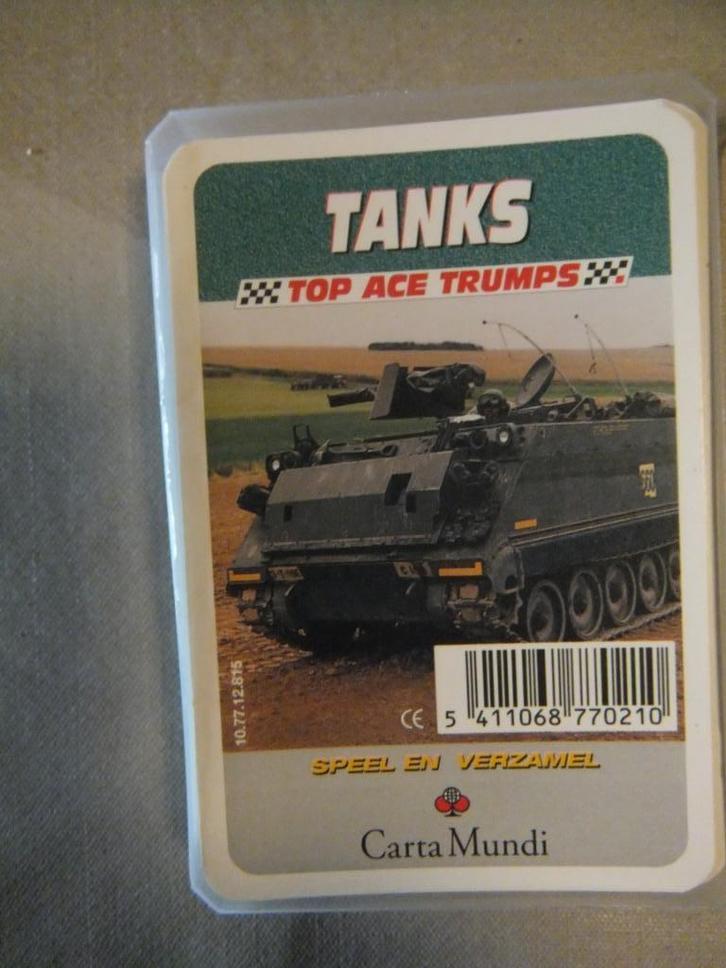 TANKS
TOP ACE TRUMPS
10.77.12.815
CE
5 411068 770210
SPEEL EN VERZAMEL
Carta Mundi